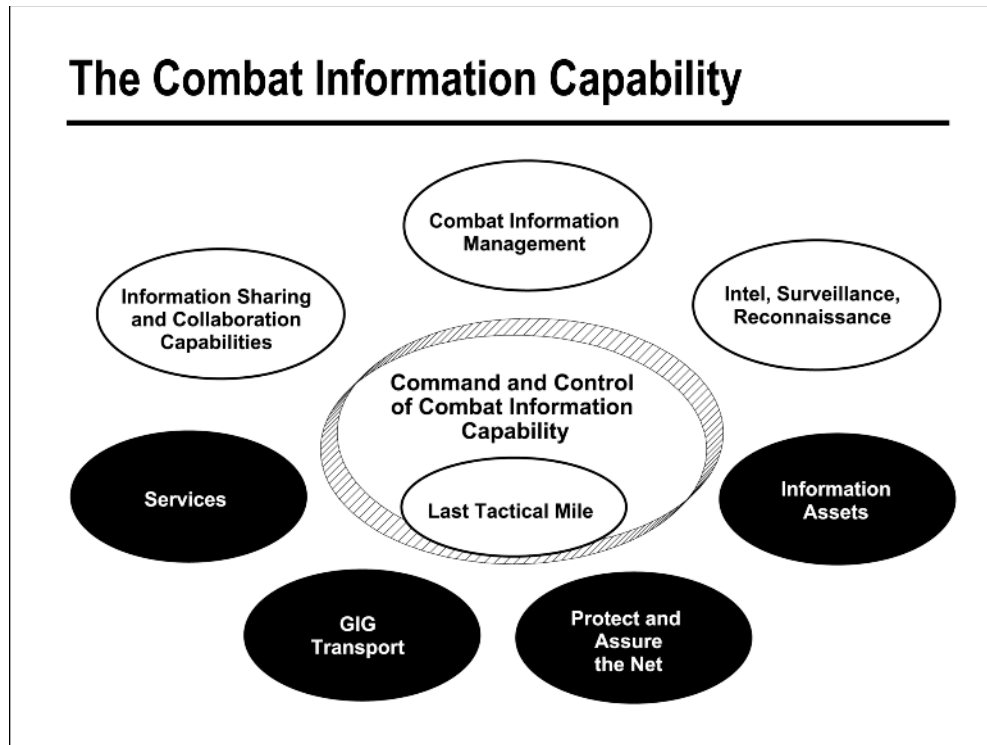 The Combat Information Capability
Combat Information
Management
Information Sharing
and Collaboration
Capabilities
Intel, Surveillance,
Reconnaissance
Command and Control
of Combat Information
Capability
Last Tactical Mile
Services
Information
Assets
GIG
Transport
Protect and
Assure
the Net